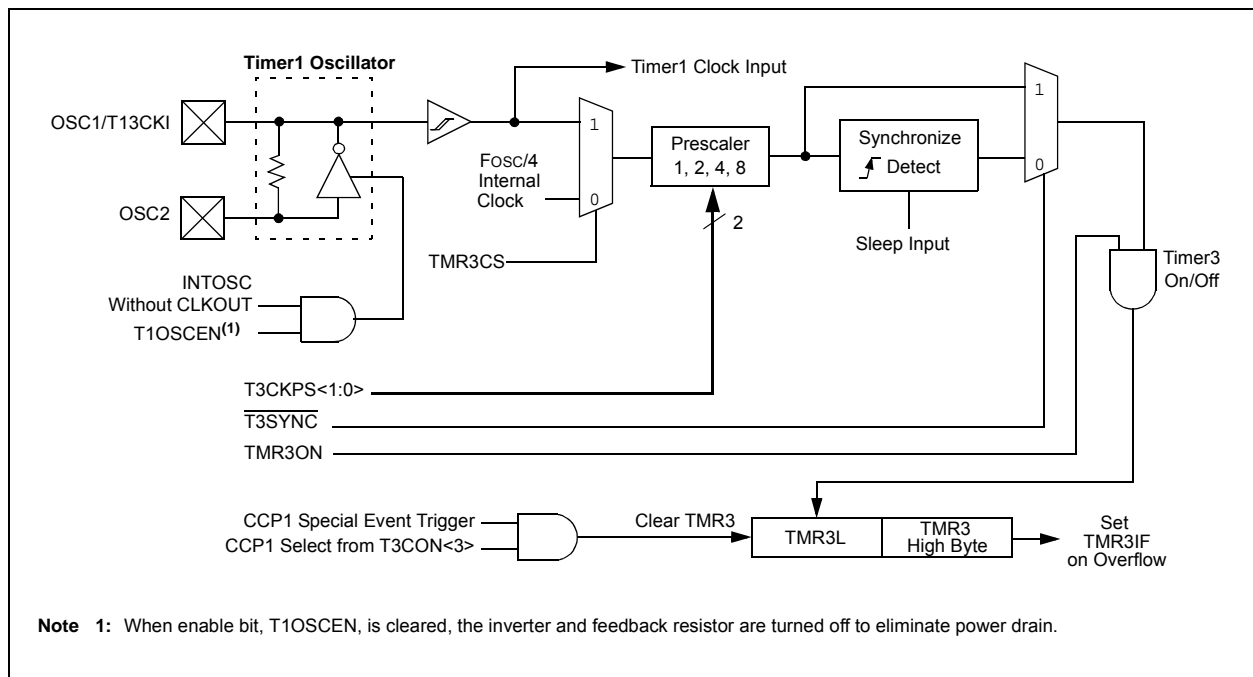 Timer1 Oscillator
Timer1 Clock Input
OSC1/T13CKI
1
1
Prescaler
1, 2, 4, 8
Synchronize
Detect
FOSC/4
Internal
Clock
0
0
OSC2
2
Sleep Input
TMR3CS
Timer3
On/Off
INTOSC
Without CLKOUT
T1OSCEN(1)
T3CKPS<1:0>
T3SYNC
TMR3ON
CCP1 Special Event Trigger
CCP1 Select from T3CON<3>
Clear TMR3
TMR3L
TMR3
High Byte
Set
TMR3IF
on Overflow
Note 1: When enable bit, T1OSCEN, is cleared, the inverter and feedback resistor are turned off to eliminate power drain.